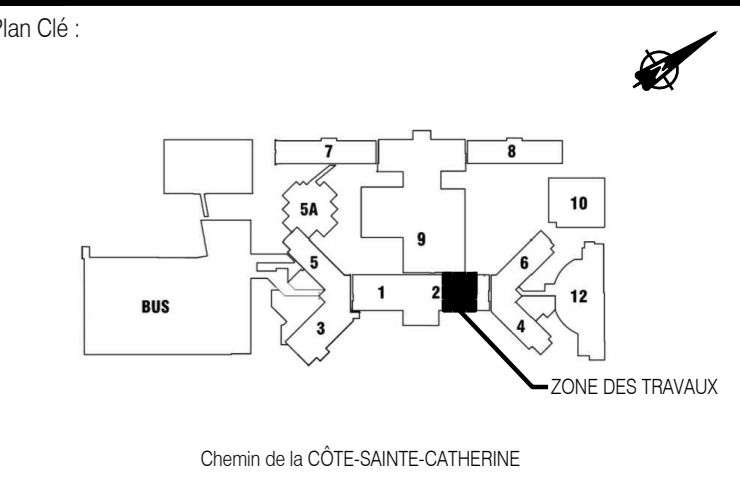 Plan Clé :
7
8
5A
10
9
5
6
1
2
12
BUS
3
4
ZONE DES TRAVAUX
Chemin de la CÔTE-SAINTE-CATHERINE